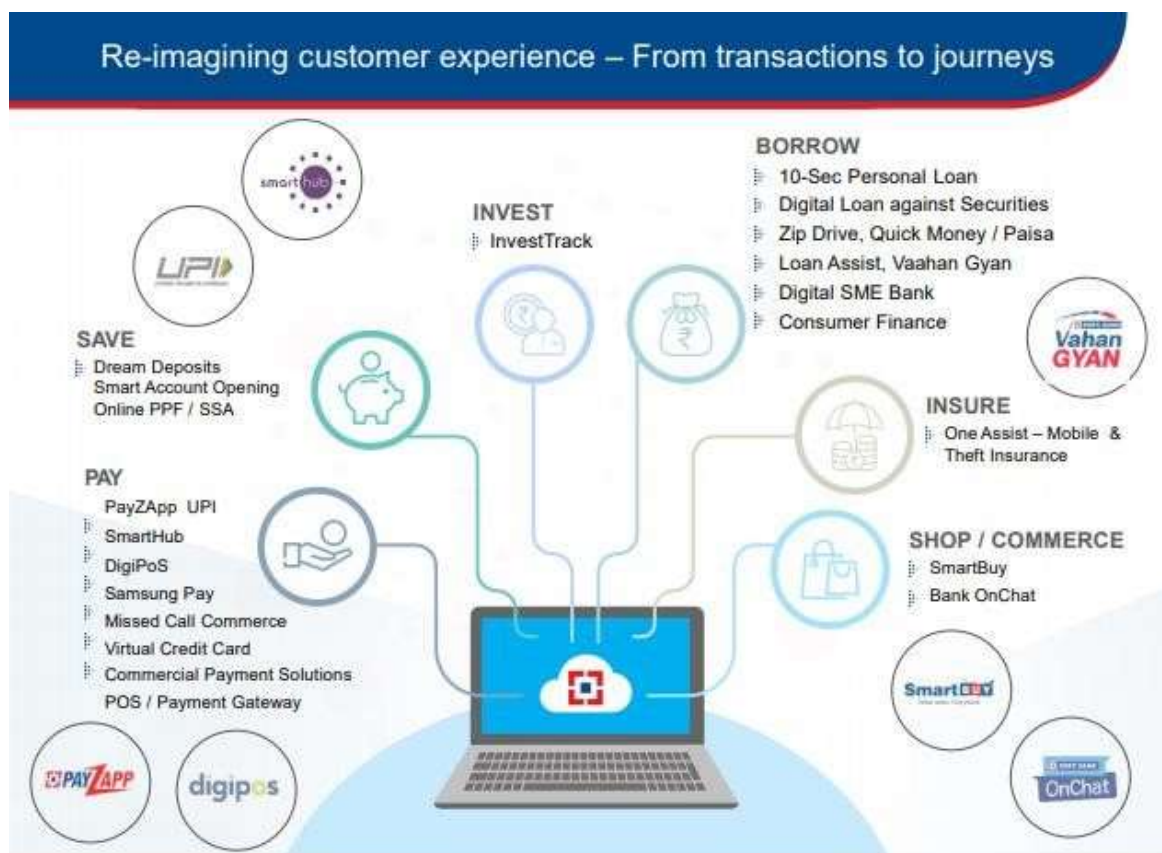 Re-imagining customer experience – From transactions to journeys
smarthub
UPI
SAVE
Dream Deposits
Smart Account Opening
Online PPF / SSA
PAY
PayZApp UPI
SmartHub
DigiPoS
Samsung Pay
Missed Call Commerce
Virtual Credit Card
Commercial Payment Solutions
POS / Payment Gateway
PAYZAPP
digipos
INVEST
InvestTrack
BORROW
10-Sec Personal Loan
Digital Loan against Securities
Zip Drive, Quick Money / Paisa
Loan Assist, Vaahan Gyan
Digital SME Bank
Consumer Finance
Vahan
GYAN
INSURE
One Assist – Mobile &
Theft Insurance
SHOP / COMMERCE
SmartBuy
Bank OnChat
SmartBUY
OnChat